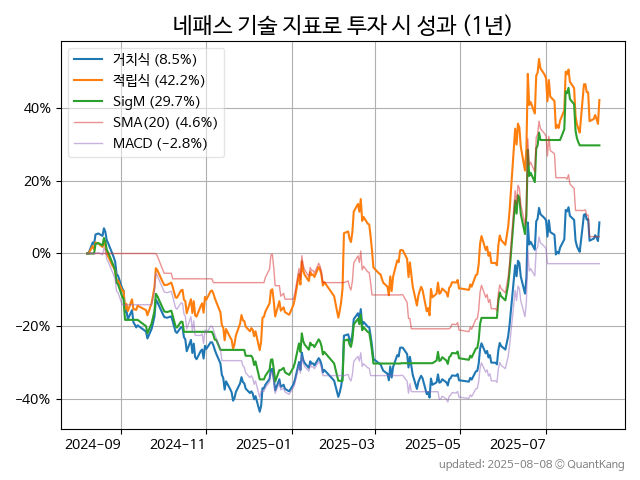 네패스 기술 지표로 투자 시 성과 (1년)
거치식 (8.5%)
적립식 (42.2%)
SigM (29.7%)
SMA(20) (4.6%)
MACD (−2.8%)
40%
20%
0%
−20%
−40%
2024-09 2024-11 2025-01 2025-03 2025-05 2025-07
updated: 2025-08-08 © QuantKang